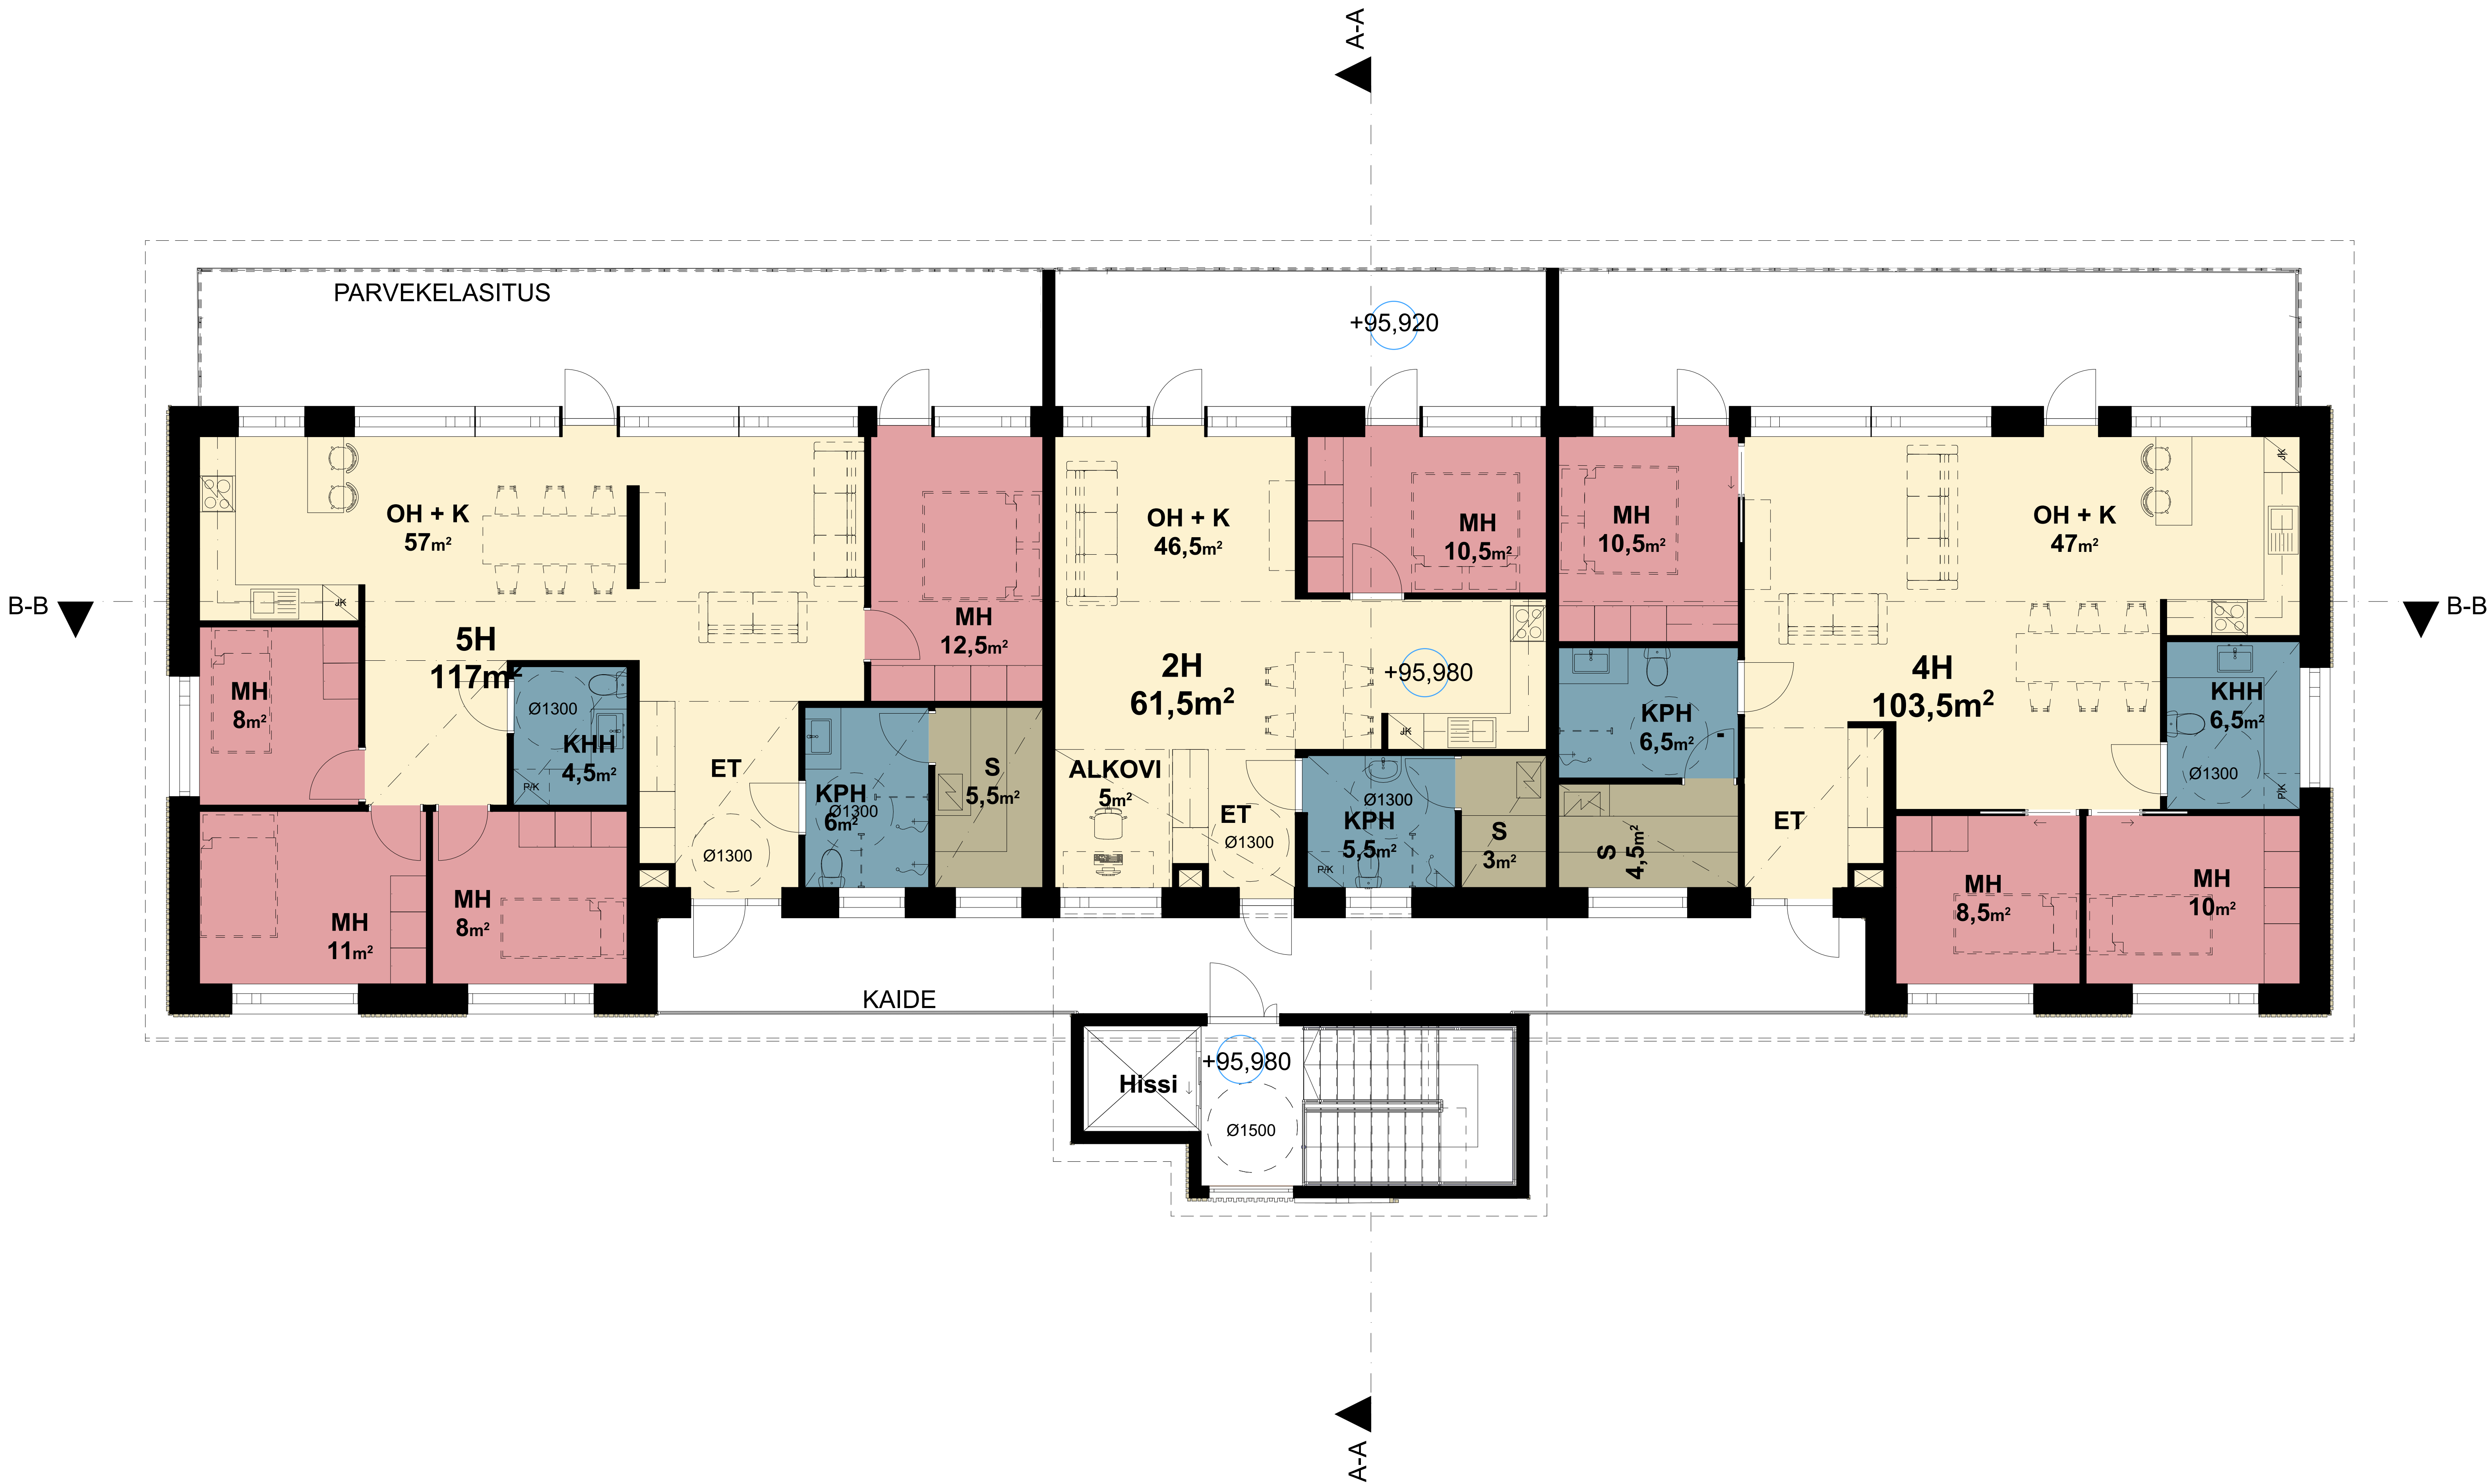 A-A
PARVEKELASITUS
+95,920
B-B
B-B
OH + K
57m²
JK
MH
12,5m²
OH + K
46,5m²
MH
10,5m²
MH
10,5m²
OH + K
47m²
JK
5H
117m²
MH
8m²
Ø1300
KHH
4,5m²
P/K
MH
11m²
MH
8m²
ET
Ø1300
KPH
6m²
Ø1300
S
5,5m²
2H
61,5m²
+95,980
JK
ALKOVI
5m²
ET
Ø1300
Ø1300
KPH
5,5m²
P/K
S
3m²
KPH
6,5m²
S
4,5m²
4H
103,5m²
ET
KHH
6,5m²
Ø1300
P/K
MH
8,5m²
MH
10m²
KAIDE
Hissi
+95,980
Ø1500
A-A